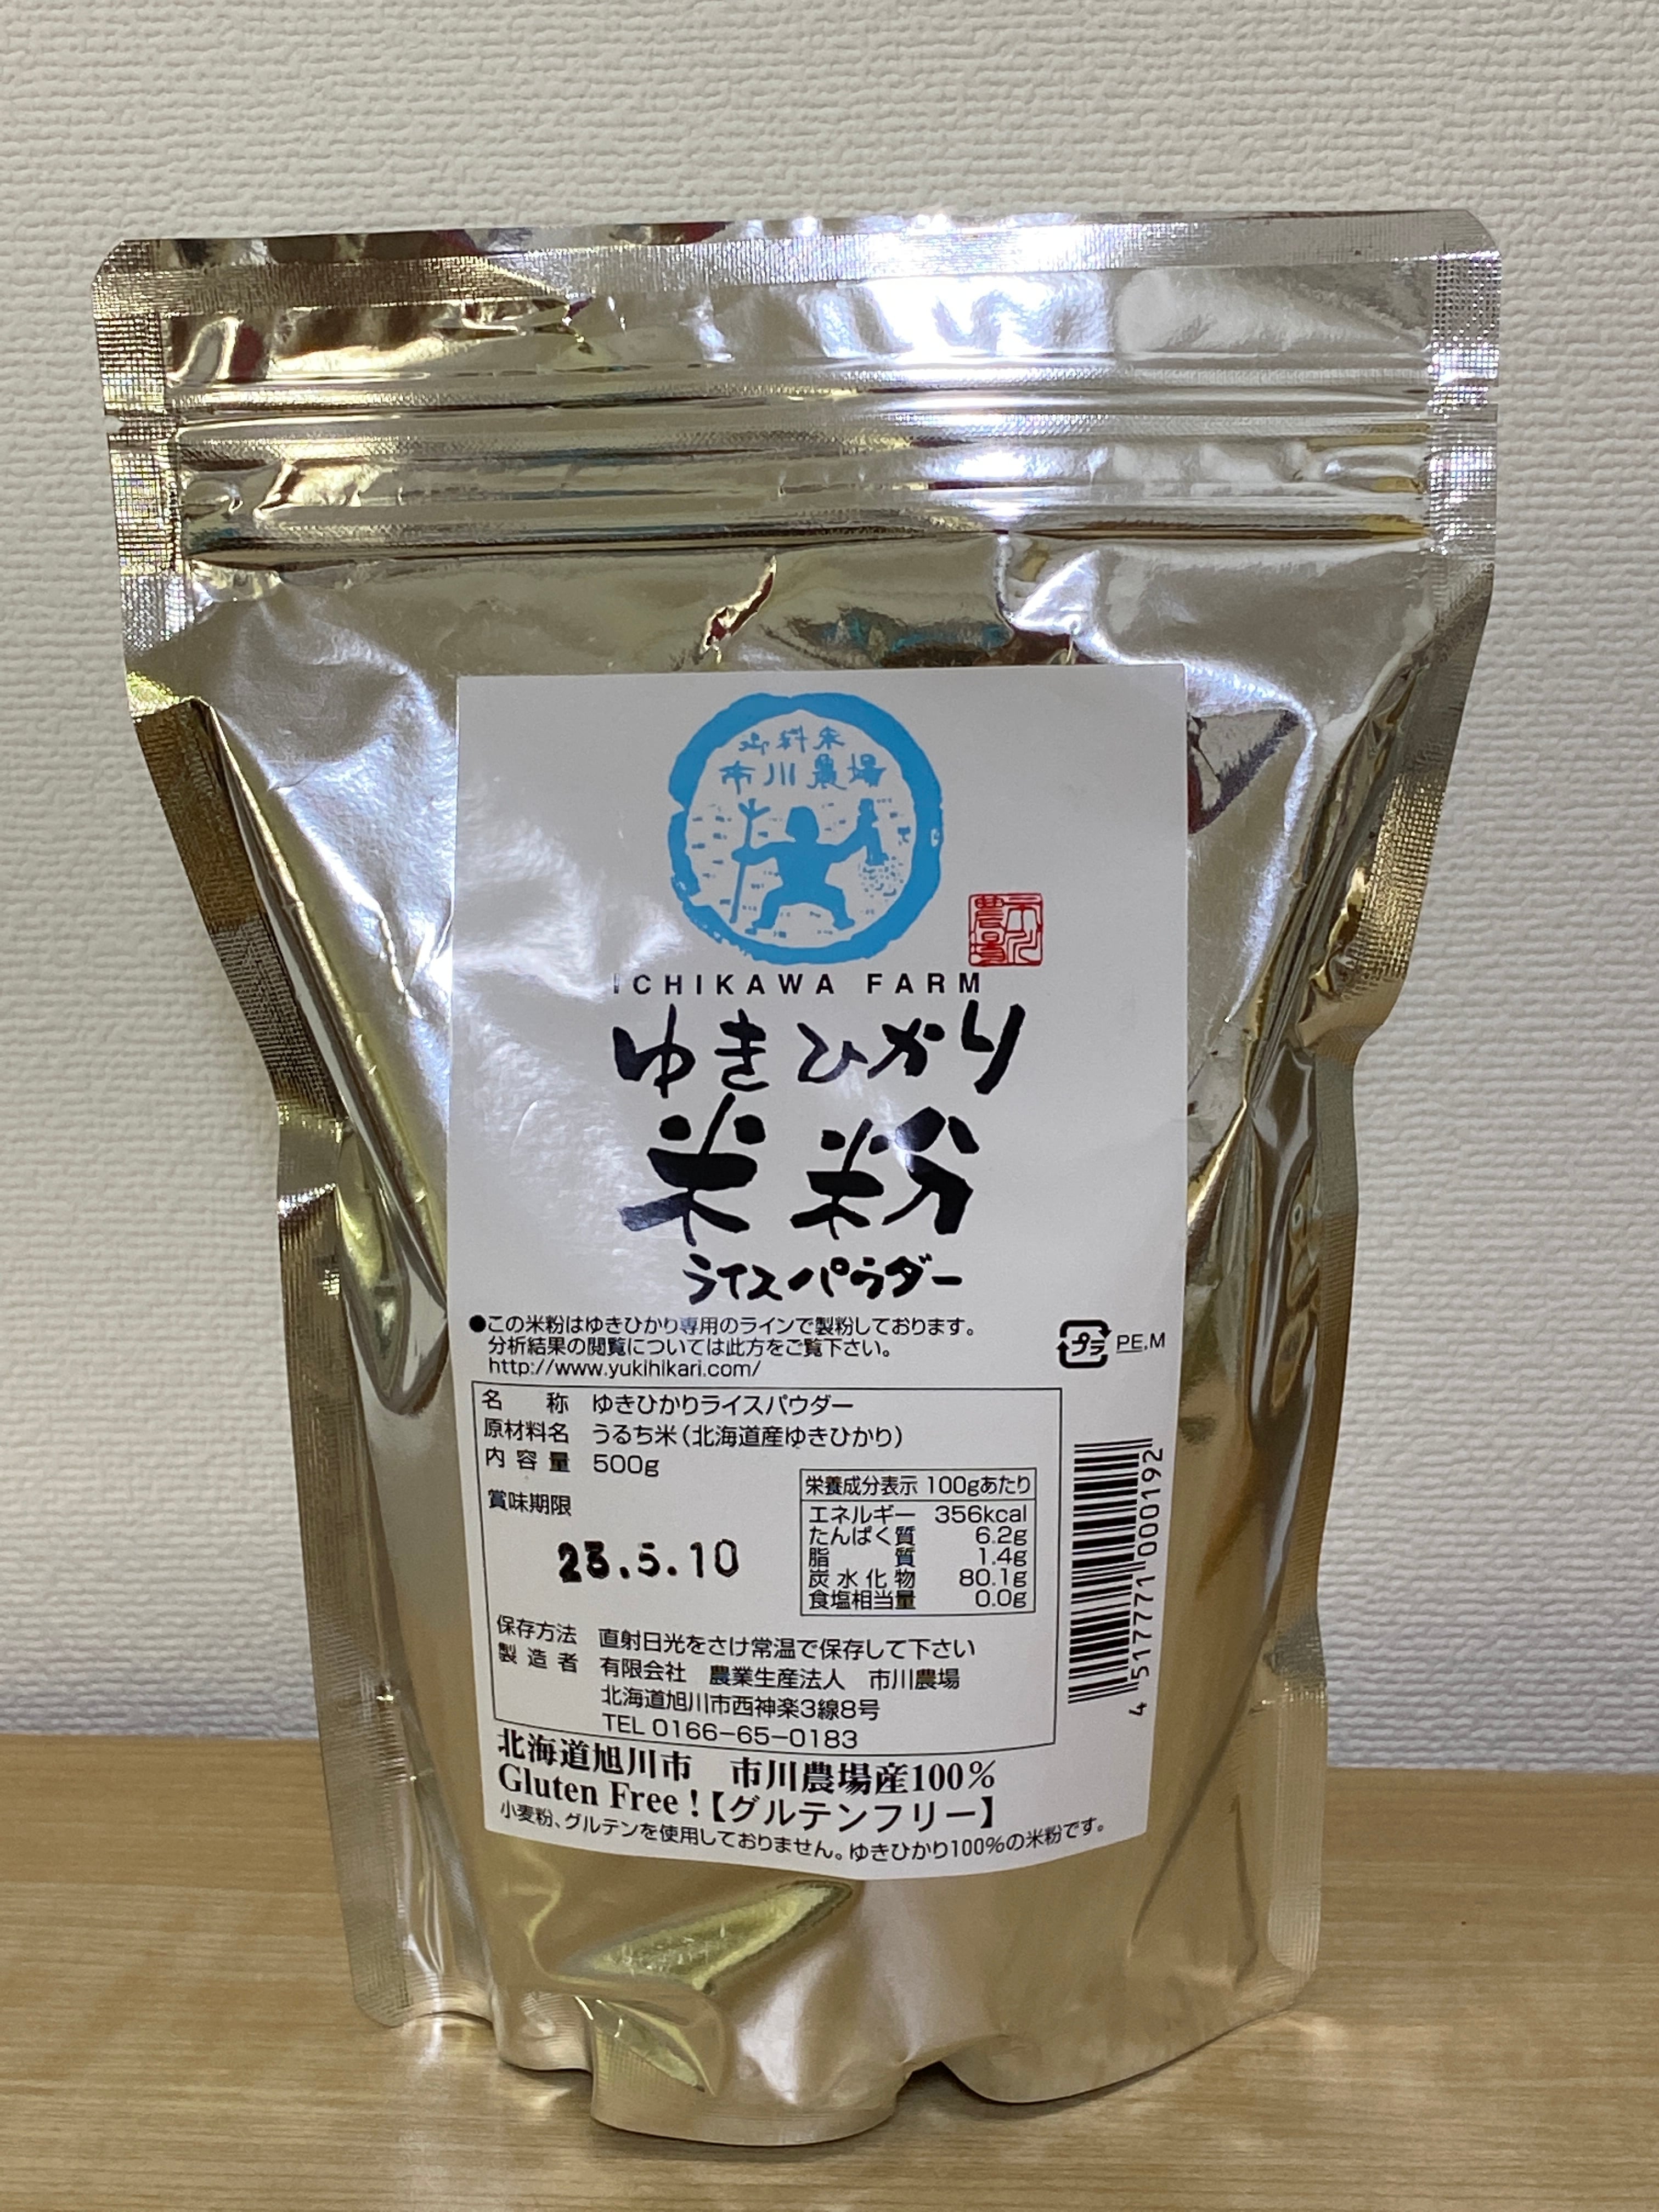 市川農場
ICHIKAWA FARM
ゆきひかり
米粉
ライスパウダー
●この米粉はゆきひかり専用のラインで製粉しております。
分析結果の閲覧については此方をご覧下さい。
http://www.yukihikari.com/
プラ PE,M
名称 ゆきひかりライスパウダー
原材料名 うるち米（北海道産ゆきひかり）
内容量 500g
賞味期限
23.5.10
栄養成分表示 100gあたり
エネルギー 356kcal
たんぱく質 6.2g
脂質 1.4g
炭水化物 80.1g
食塩相当量 0.0g
保存方法 直射日光をさけ常温で保存して下さい
製造者 有限会社 農業生産法人 市川農場
北海道旭川市西神楽3線8号
TEL 0166-65-0183
4 517771 000192
北海道旭川市 市川農場産100%
Gluten Free！【グルテンフリー】
小麦粉、グルテンを使用しておりません。ゆきひかり100%の米粉です。